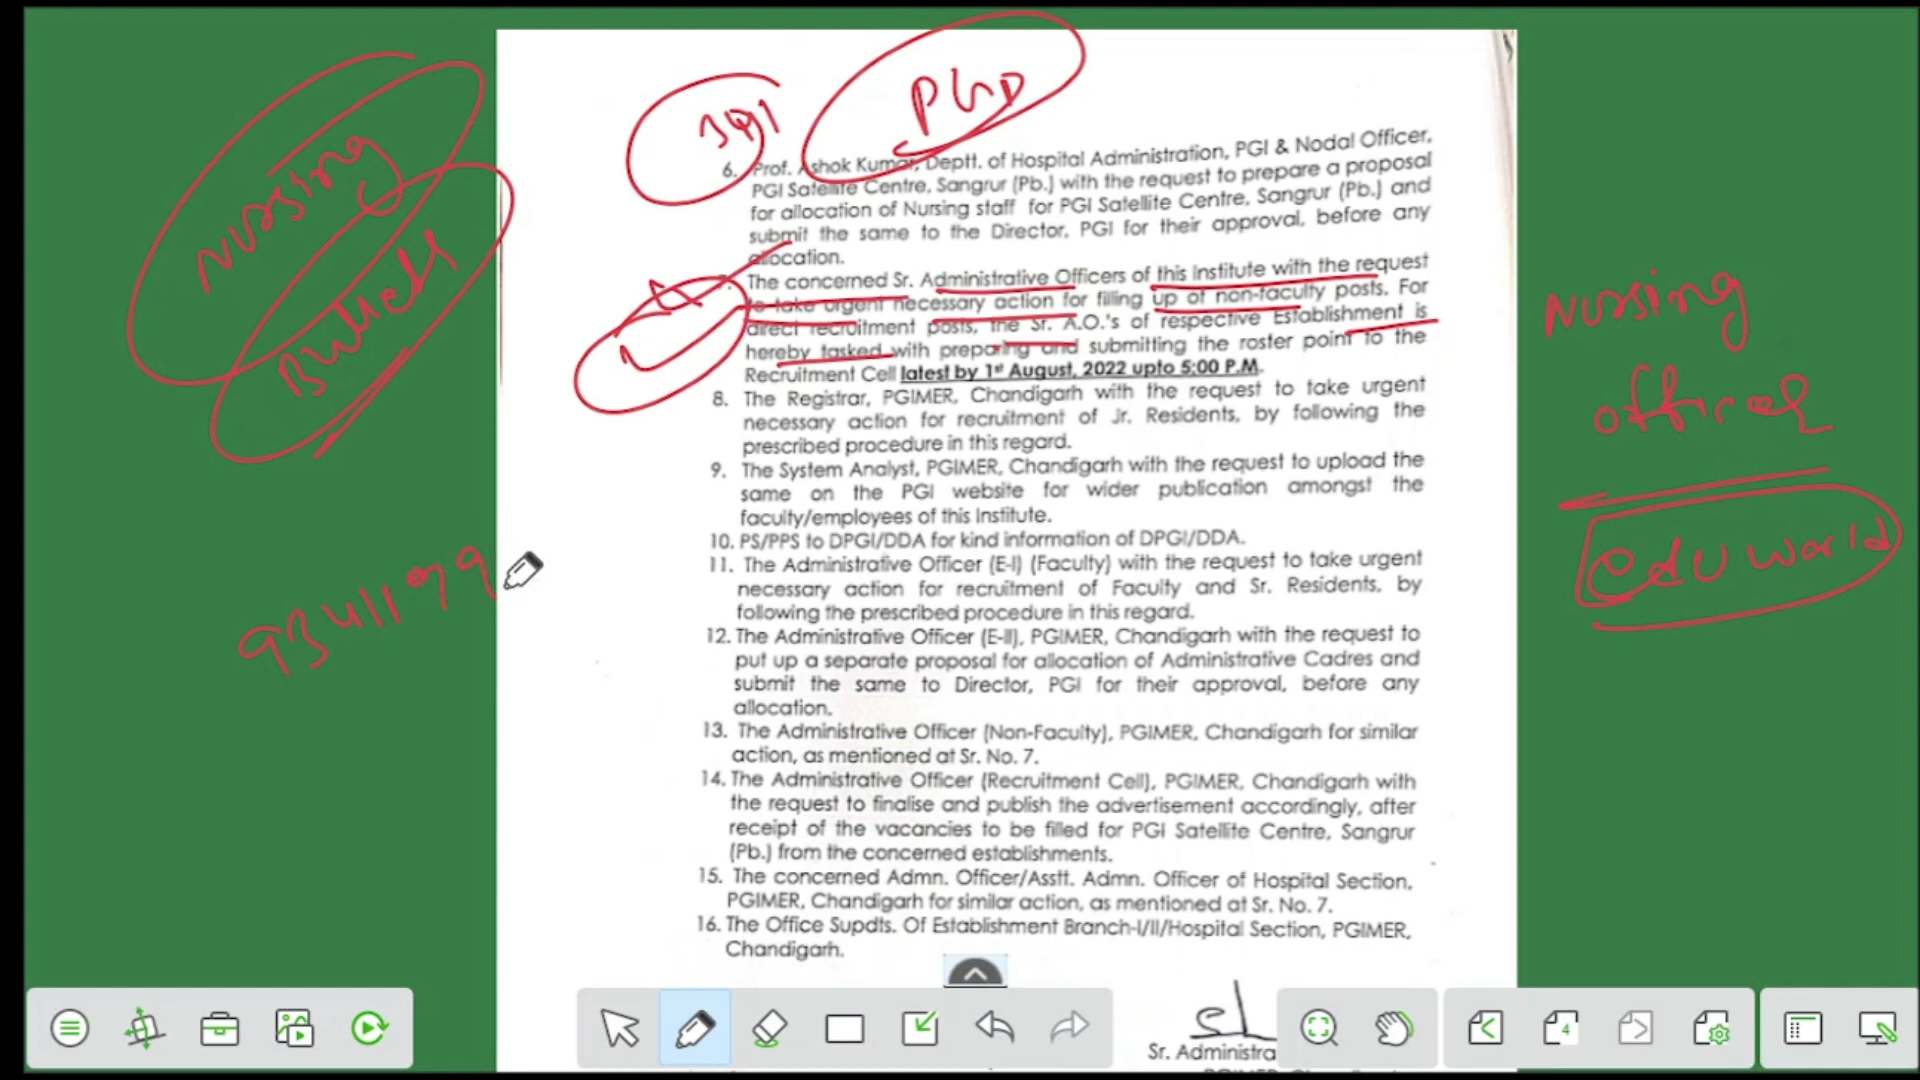 PhD
6. Prof. Ashok Kumar, Deptt. of Hospital Administration, PGI & Nodal Officer,
PGI Satellite Centre, Sangrur (Pb.) with the request to prepare a proposal
for allocation of Nursing staff for PGI Satellite Centre, Sangrur (Pb.) and
submit the same to the Director, PGI for their approval, before any
allocation.
7. The concerned Sr. Administrative Officers of this Institute with the request
to take urgent necessary action for filling up of non-faculty posts. For
direct recruitment posts, the Sr. A.O.'s of respective Establishment is
hereby tasked with preparing and submitting the roster point to the
Recruitment Cell latest by 1st August, 2022 upto 5:00 P.M.
8. The Registrar, PGIMER, Chandigarh with the request to take urgent
necessary action for recruitment of Jr. Residents, by following the
prescribed procedure in this regard.
9. The System Analyst, PGIMER, Chandigarh with the request to upload the
same on the PGI website for wider publication amongst the
faculty/employees of this Institute.
10. PS/PPS to DPGI/DDA for kind information of DPGI/DDA.
11. The Administrative Officer (E-I) (Faculty) with the request to take urgent
necessary action for recruitment of Faculty and Sr. Residents, by
following the prescribed procedure in this regard.
12. The Administrative Officer (E-II), PGIMER, Chandigarh with the request to
put up a separate proposal for allocation of Administrative Cadres and
submit the same to Director, PGI for their approval, before any
allocation.
13. The Administrative Officer (Non-Faculty), PGIMER, Chandigarh for similar
action, as mentioned at Sr. No. 7.
14. The Administrative Officer (Recruitment Cell), PGIMER, Chandigarh with
the request to finalise and publish the advertisement accordingly, after
receipt of the vacancies to be filled for PGI Satellite Centre, Sangrur
(Pb.) from the concerned establishments.
15. The concerned Admn. Officer/Asstt. Admn. Officer of Hospital Section,
PGIMER, Chandigarh for similar action, as mentioned at Sr. No. 7.
16. The Office Supdts. Of Establishment Branch-I/II/Hospital Section, PGIMER,
Chandigarh.
Sr. Administra
Nursing
Bullets
Nursing
officer
edu world
4